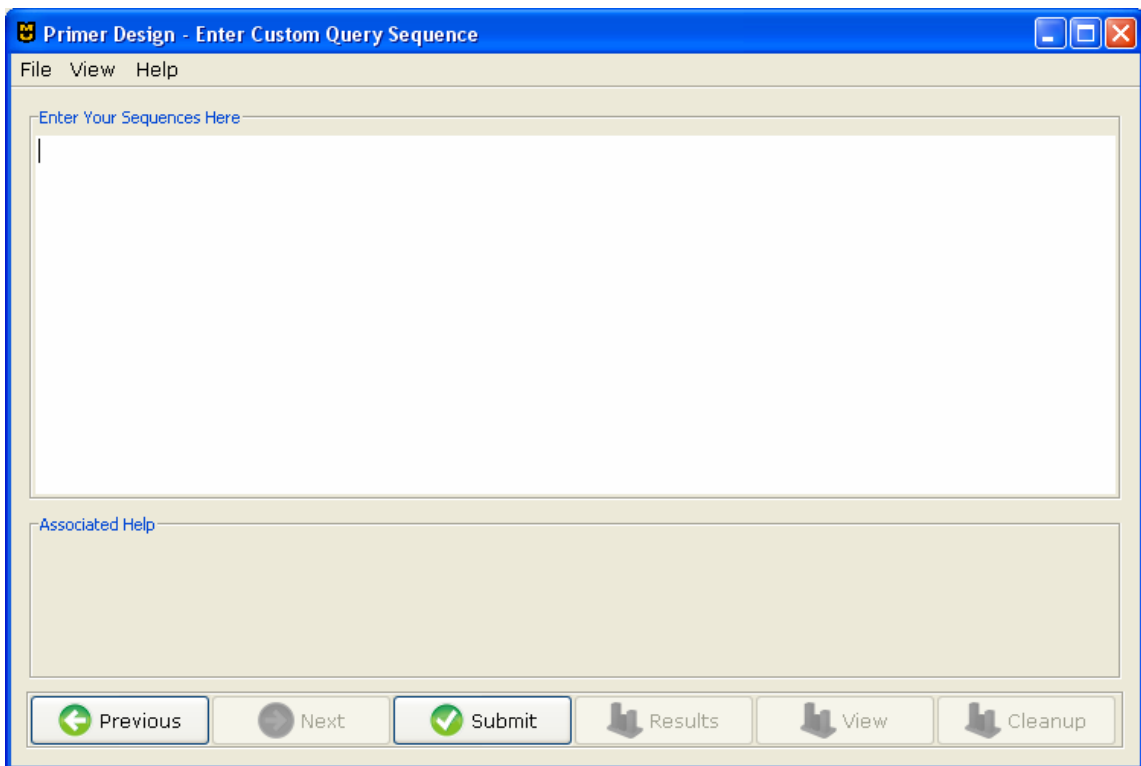 Primer Design - Enter Custom Query Sequence
File View Help
Enter Your Sequences Here
Associated Help
Previous Next Submit Results View Cleanup